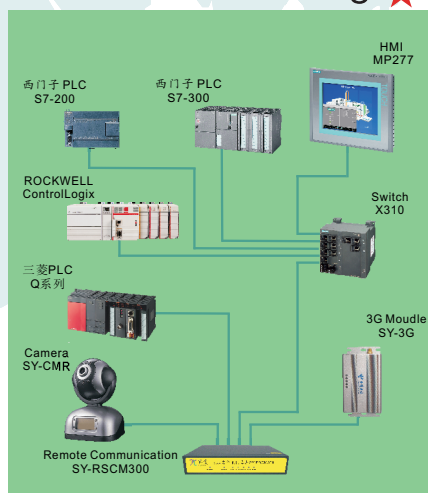 HMI
MP277
西门子 PLC
S7-200
西门子 PLC
S7-300
ROCKWELL
ControlLogix
Switch
X310
三菱PLC
Q系列
3G Moudle
SY-3G
Camera
SY-CMR
Remote Communication
SY-RSCM300